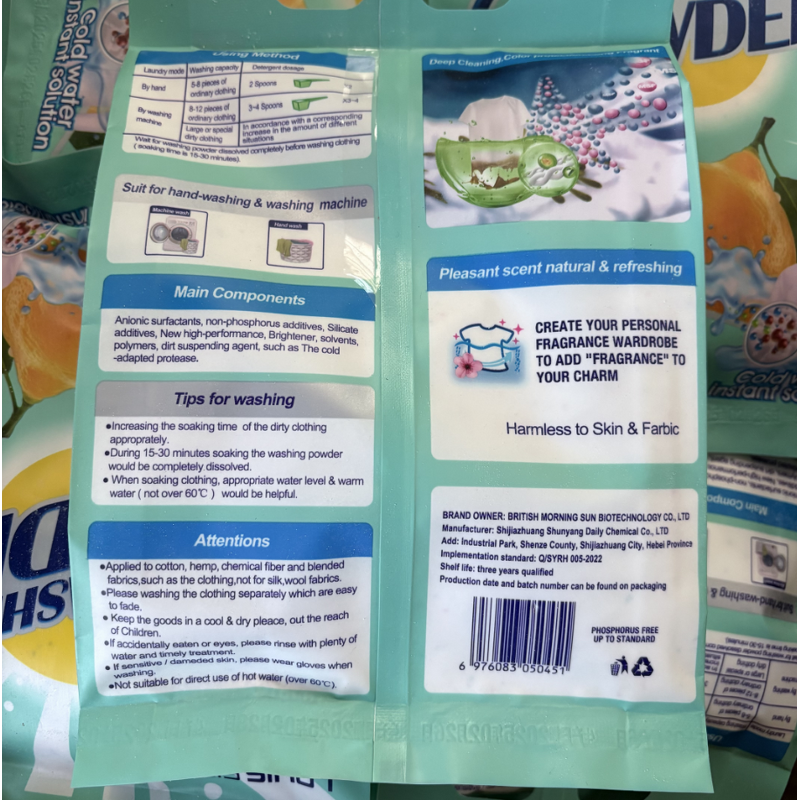 Using Method
Laundry mode Washing capacity Detergent dosage
By hand 5-8 pieces of ordinary clothing 2 Spoons
By washing machine 8-12 pieces of ordinary clothing 3-4 Spoons X3-4
Large or special dirty clothing In accordance with a corresponding increase in the amount of different situations
Wait for washing powder dissolved completely before washing clothing
( soaking time is 15-30 minutes).
Suit for hand-washing & washing machine
Machine wash
Hand wash
Main Components
Anionic surfactants, non-phosphorus additives, Silicate
additives, New high-performance, Brightener, solvents,
polymers, dirt suspending agent, such as The cold
-adapted protease.
Tips for washing
●Increasing the soaking time of the dirty clothing
appropriately.
●During 15-30 minutes soaking the washing powder
would be completely dissolved.
● When soaking clothing, appropriate water level & warm
water ( not over 60℃ ) would be helpful.
Attentions
●Applied to cotton, hemp, chemical fiber and blended
fabrics,such as the clothing,not for silk,wool fabrics.
●Please washing the clothing separately which are easy
to fade.
● Keep the goods in a cool & dry pleace, out the reach
of Children.
●If accidentally eaten or eyes, please rinse with plenty of
water and timely treatment.
● If sensitive / dameded skin, please wear gloves when
washing.
●Not suitable for direct use of hot water (over 60℃).
Deep Cleaning,Color
Pleasant scent natural & refreshing
CREATE YOUR PERSONAL
FRAGRANCE WARDROBE
TO ADD "FRAGRANCE" TO
YOUR CHARM
Harmless to Skin & Farbic
BRAND OWNER: BRITISH MORNING SUN BIOTECHNOLOGY CO., LTD
Manufacturer: Shijiazhuang Shunyang Daily Chemical Co., LTD
Add: Industrial Park, Shenze County, Shijiazhuang City, Hebei Province
Implementation standard: Q/SYRH 005-2022
Shelf life: three years qualified
Production date and batch number can be found on packaging
6 976083 050451
PHOSPHORUS FREE
UP TO STANDARD
Cold water
instant solution
Main Compo